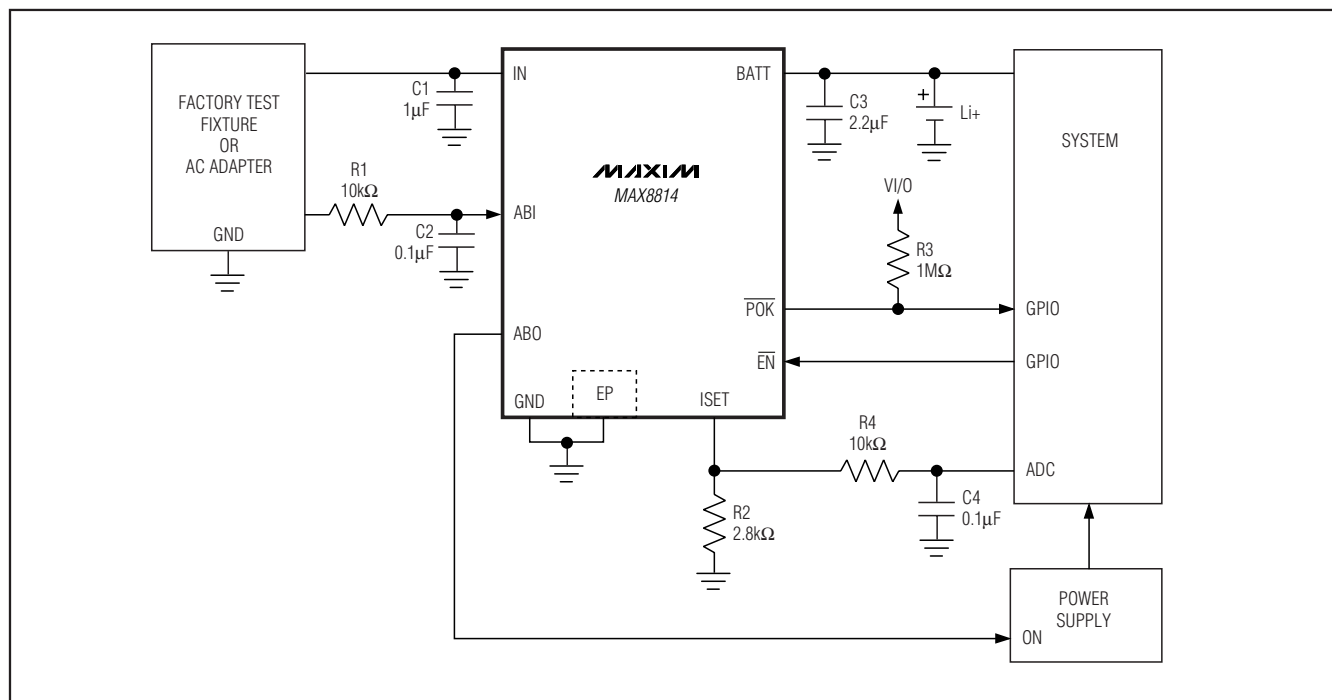 FACTORY TEST
FIXTURE
OR
AC ADAPTER
GND
R1
10kΩ
C1
1µF
C2
0.1µF
IN
ABI
ABO
GND
EP
ISET
BATT
POK
EN
MAXIM
MAX8814
C3
2.2µF
+
Li+
VI/O
R3
1MΩ
SYSTEM
GPIO
GPIO
ADC
R4
10kΩ
C4
0.1µF
R2
2.8kΩ
POWER
SUPPLY
ON